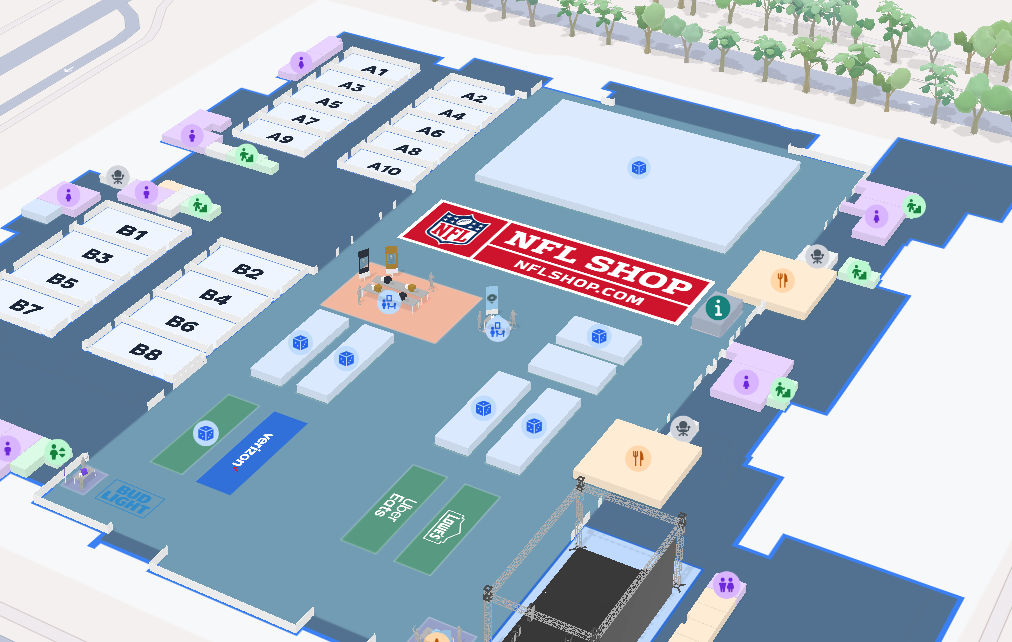 A1
A3
A5
A7
A9
A2
A4
A6
A8
A10
B1
B3
B5
B7
B2
B4
B6
B8
NFL
NFL SHOP
NFLSHOP.COM
i
verizon
BUD
LIGHT
Uber
Eats
LOWE'S